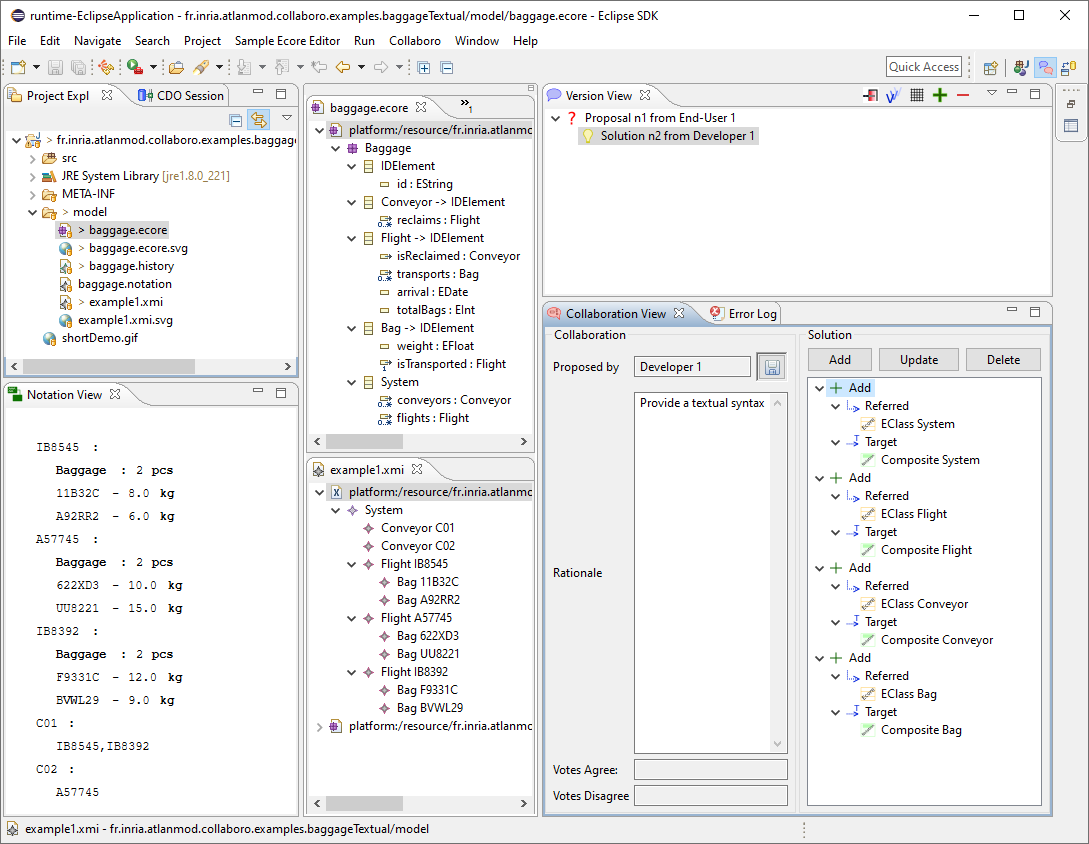 runtime-EclipseApplication - fr.inria.atlanmod.collaboro.examples.baggageTextual/model/baggage.ecore - Eclipse SDK
File Edit Navigate Search Project Sample Ecore Editor Run Collaboro Window Help
Quick Access
Project Expl
CDO Session
> fr.inria.atlanmod.collaboro.examples.baggage
src
JRE System Library [jre1.8.0_221]
META-INF
> model
> baggage.ecore
> baggage.ecore.svg
> baggage.history
baggage.notation
> example1.xmi
example1.xmi.svg
shortDemo.gif
Notation View
IB8545 :
Baggage : 2 pcs
11B32C - 8.0 kg
A92RR2 - 6.0 kg
A57745 :
Baggage : 2 pcs
622XD3 - 10.0 kg
UU8221 - 15.0 kg
IB8392 :
Baggage : 2 pcs
F9331C - 12.0 kg
BVWL29 - 9.0 kg
C01 :
IB8545,IB8392
C02 :
A57745
baggage.ecore
»1
platform:/resource/fr.inria.atlanmo
Baggage
IDElement
id : EString
Conveyor -> IDElement
reclaims : Flight
Flight -> IDElement
isReclaimed : Conveyor
transports : Bag
arrival : EDate
totalBags : EInt
Bag -> IDElement
weight : EFloat
isTransported : Flight
System
conveyors : Conveyor
flights : Flight
example1.xmi
platform:/resource/fr.inria.atlanmo
System
Conveyor C01
Conveyor C02
Flight IB8545
Bag 11B32C
Bag A92RR2
Flight A57745
Bag 622XD3
Bag UU8221
Flight IB8392
Bag F9331C
Bag BVWL29
platform:/resource/fr.inria.atlanmo
Version View
Proposal n1 from End-User 1
Solution n2 from Developer 1
Collaboration View
Error Log
Collaboration
Proposed by
Developer 1
Provide a textual syntax
Rationale
Votes Agree:
Votes Disagree
Solution
Add Update Delete
Add
Referred
EClass System
Target
Composite System
Add
Referred
EClass Flight
Target
Composite Flight
Add
Referred
EClass Conveyor
Target
Composite Conveyor
Add
Referred
EClass Bag
Target
Composite Bag
example1.xmi - fr.inria.atlanmod.collaboro.examples.baggageTextual/model